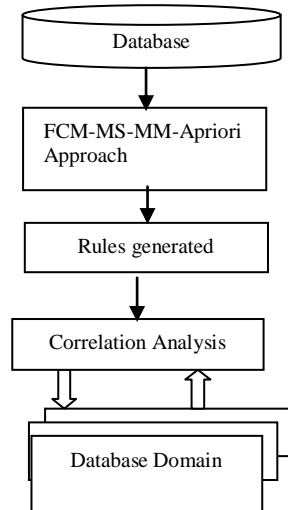 Database
FCM-MS-MM-Apriori
Approach
Rules generated
Correlation Analysis
Database Domain